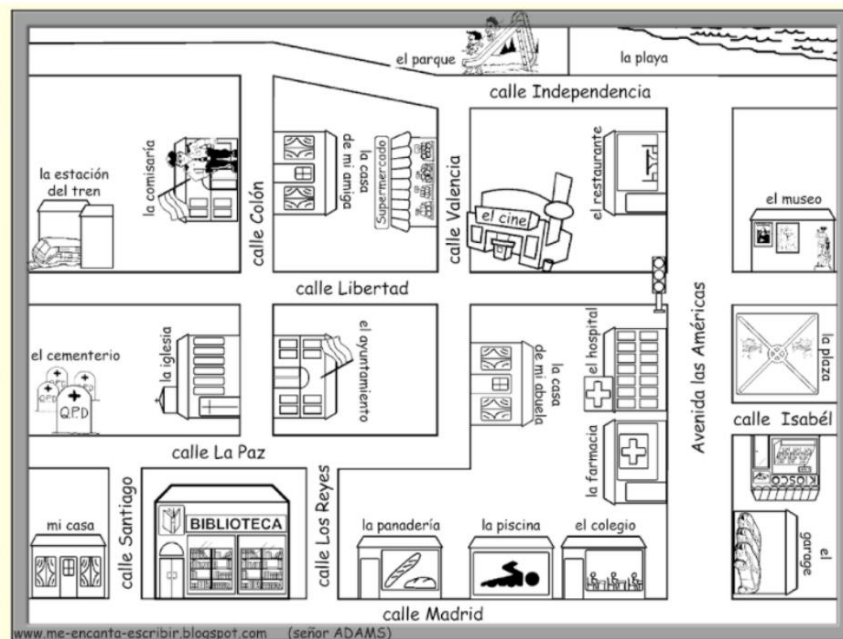 el parque
la playa
calle Independencia
la estación
del tren
la comisaría
calle Colón
la casa
de mi amiga
Supermercado
calle Valencia
el cine
el restaurante
el museo
calle Libertad
Avenida las Américas
el cementerio
QPD
la iglesia
el ayuntamiento
la casa
de mi abuela
el hospital
la plaza
calle Isabél
calle La Paz
la farmacia
KIOSCO
mi casa
calle Santiago
BIBLIOTECA
calle Los Reyes
la panadería
la piscina
el colegio
el
garage
calle Madrid
www.me-encanta-escribir.blogspot.com (señor ADAMS)